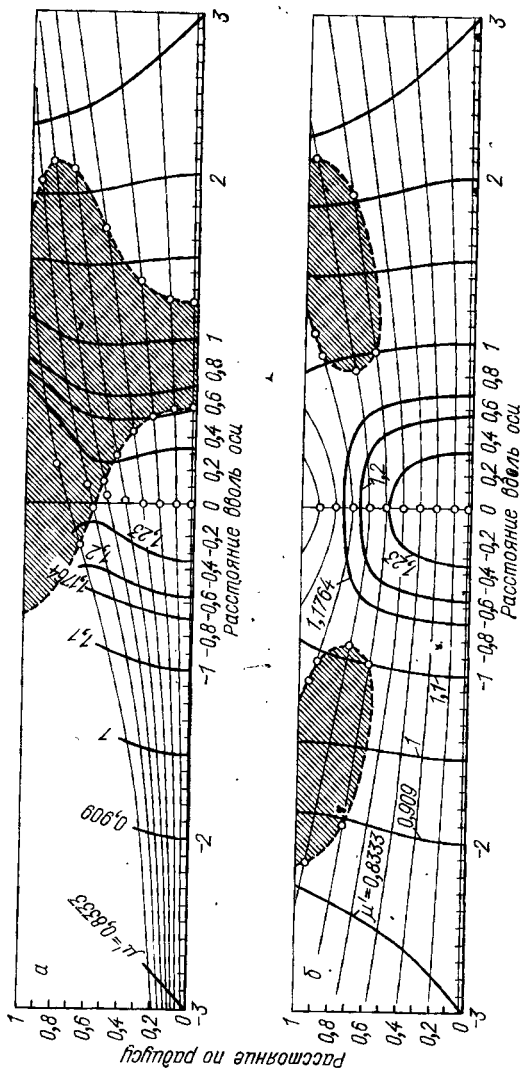 Расстояние по радиусу
а
1
0,8
0,6
0,4
0,2
0
μ'=0,8333
0,909
1
1,1
1,1764
1,2
1,23
-3 -2 -1 -0,8 -0,6 -0,4 -0,2 0 0,2 0,4 0,6 0,8 1 2 3
Расстояние вдоль оси
б
1
0,8
0,6
0,4
0,2
0
μ'=0,8333
0,909
1
1,1
1,1764
1,2
1,23
-3 -2 -1 -0,8 -0,6 -0,4 -0,2 0 0,2 0,4 0,6 0,8 1 2 3
Расстояние вдоль оси